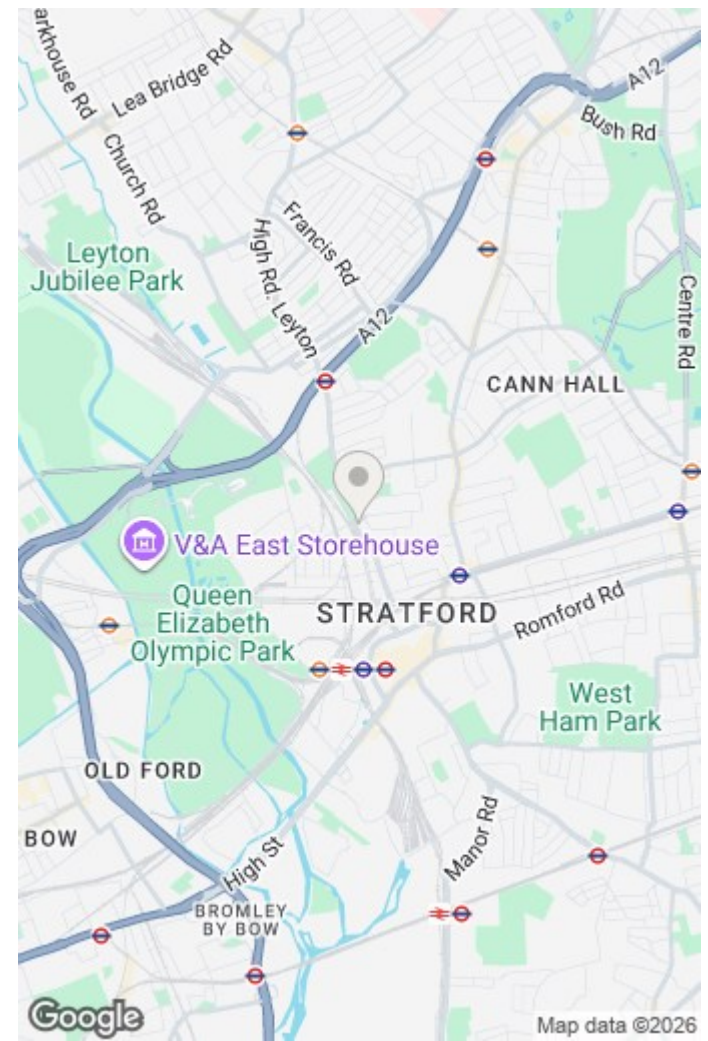 arkhouse Rd
Lea Bridge Rd
A12
Bush Rd
Church Rd
Francis Rd
High Rd. Leyton
Leyton
Jubilee Park
Centre Rd
A12
CANN HALL
V&A East Storehouse
Queen
Elizabeth
Olympic Park
STRATFORD
Romford Rd
West
Ham Park
OLD FORD
BOW
Manor Rd
High St
BROMLEY
BY BOW
Google
Map data ©2026